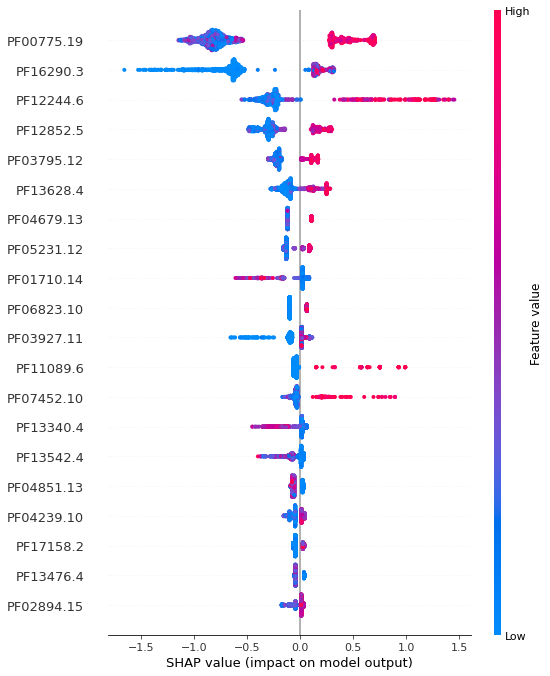 High
PF00775.19
PF16290.3
PF12244.6
PF12852.5
PF03795.12
PF13628.4
PF04679.13
PF05231.12
PF01710.14
PF06823.10
PF03927.11
PF11089.6
PF07452.10
PF13340.4
PF13542.4
PF04851.13
PF04239.10
PF17158.2
PF13476.4
PF02894.15
Feature value
Low
−1.5 −1.0 −0.5 0.0 0.5 1.0 1.5
SHAP value (impact on model output)